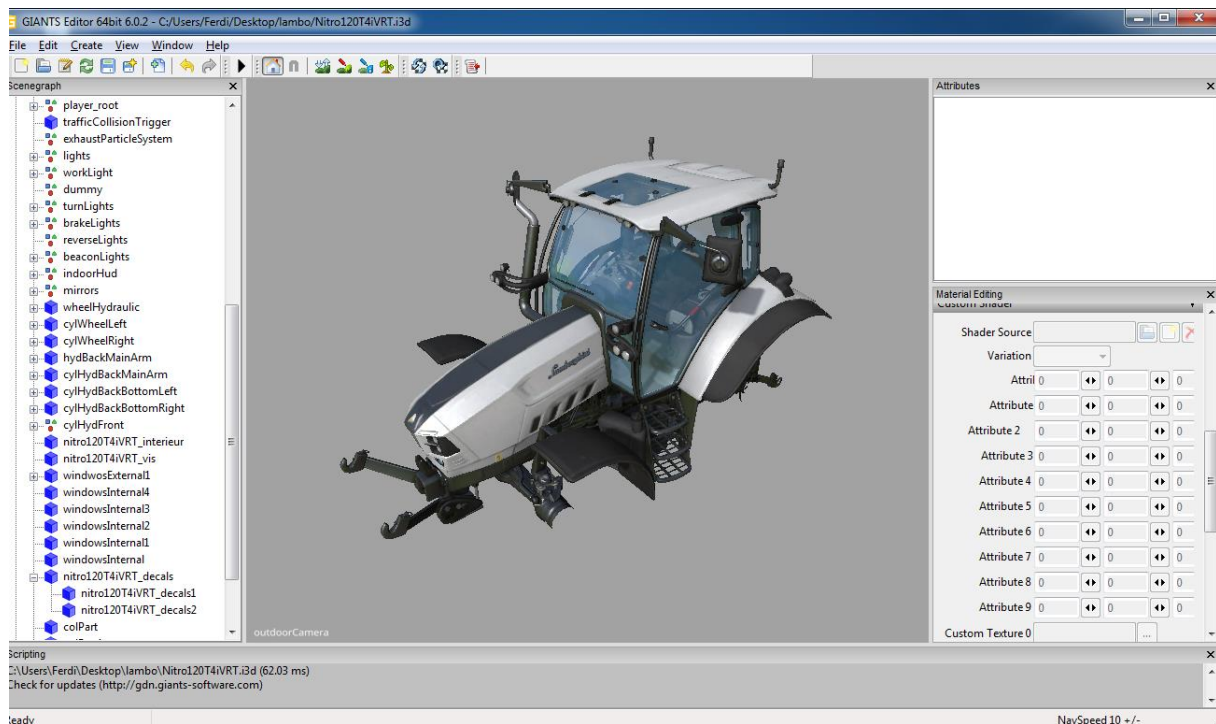 GIANTS Editor 64bit 6.0.2 - C:/Users/Ferdi/Desktop/lambo/Nitro120T4iVRT.i3d
File Edit Create View Window Help
Scenegraph
player_root
trafficCollisionTrigger
exhaustParticleSystem
lights
workLight
dummy
turnLights
brakeLights
reverseLights
beaconLights
indoorHud
mirrors
wheelHydraulic
cylWheelLeft
cylWheelRight
hydBackMainArm
cylHydBackMainArm
cylHydBackBottomLeft
cylHydBackBottomRight
cylHydFront
nitro120T4iVRT_interieur
nitro120T4iVRT_vis
windwosExternal1
windowsInternal4
windowsInternal3
windowsInternal2
windowsInternal1
windowsInternal
nitro120T4iVRT_decals
nitro120T4iVRT_decals1
nitro120T4iVRT_decals2
colPart
Lamborghini
outdoorCamera
Attributes
Material Editing
Custom Shader
Shader Source
Variation
Attril 0 0 0
Attribute 0 0 0
Attribute 2 0 0 0
Attribute 3 0 0 0
Attribute 4 0 0 0
Attribute 5 0 0 0
Attribute 6 0 0 0
Attribute 7 0 0 0
Attribute 8 0 0 0
Attribute 9 0 0 0
Custom Texture 0 ...
Scripting
C:\Users\Ferdi\Desktop\lambo\Nitro120T4iVRT.i3d (62.03 ms)
Check for updates (http://gdn.giants-software.com)
Ready
NavSpeed 10 +/-